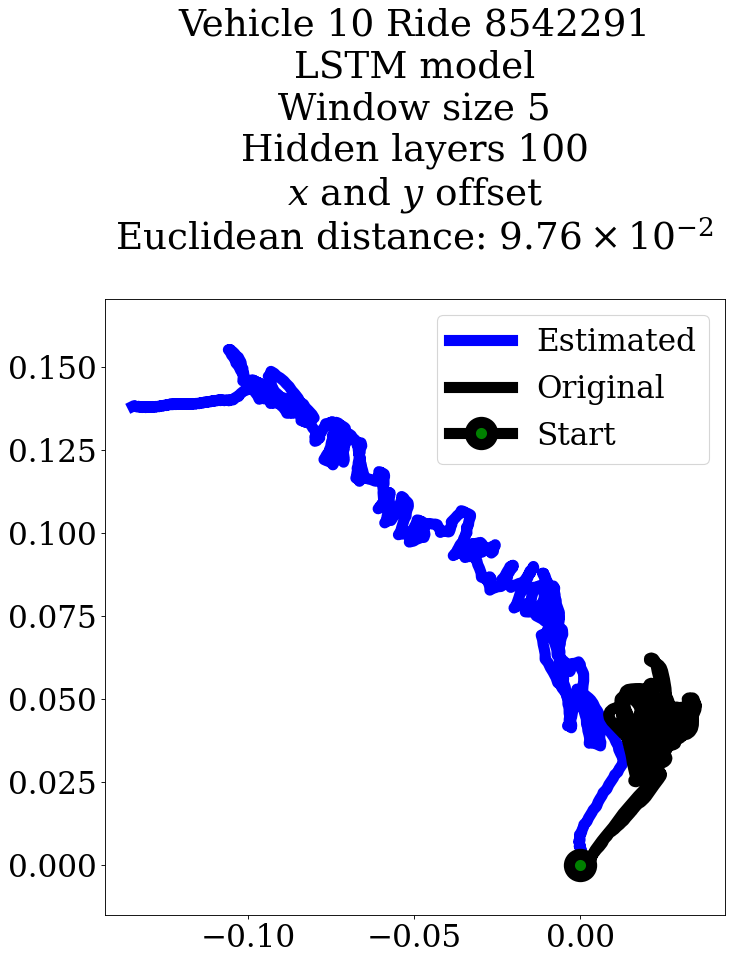 Vehicle 10 Ride 8542291
LSTM model
Window size 5
Hidden layers 100
x and y offset
Euclidean distance: 9.76 × 10⁻²
Estimated
Original
Start
0.150
0.125
0.100
0.075
0.050
0.025
0.000
−0.10
−0.05
0.00